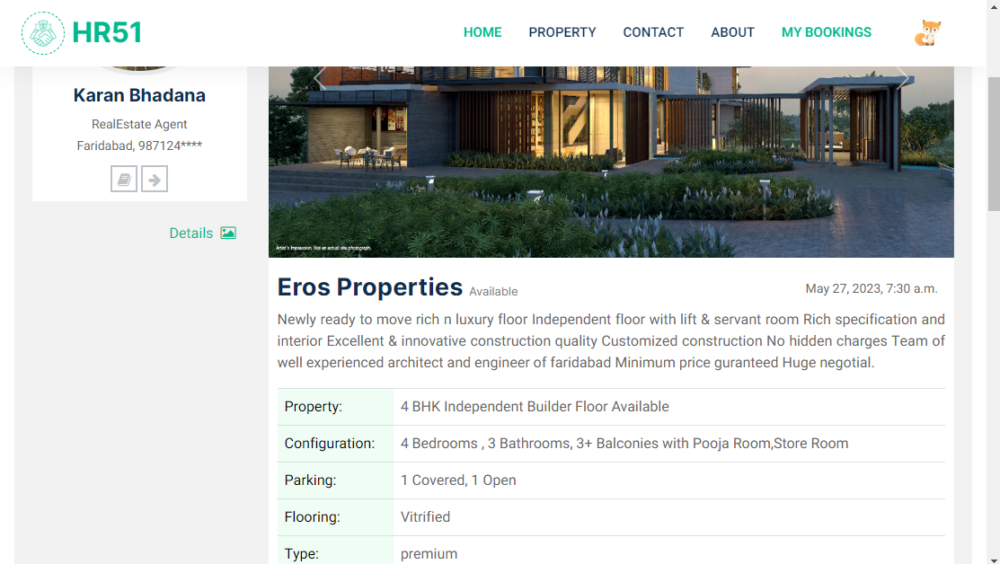 HR51
HOME PROPERTY CONTACT ABOUT MY BOOKINGS
Karan Bhadana
RealEstate Agent
Faridabad, 987124****
Details
Artist's Impression. Not an actual site photograph.
Eros Properties Available
May 27, 2023, 7:30 a.m.
Newly ready to move rich n luxury floor Independent floor with lift & servant room Rich specification and
interior Excellent & innovative construction quality Customized construction No hidden charges Team of
well experienced architect and engineer of faridabad Minimum price guranteed Huge negotial.
Property: 4 BHK Independent Builder Floor Available
Configuration: 4 Bedrooms , 3 Bathrooms, 3+ Balconies with Pooja Room,Store Room
Parking: 1 Covered, 1 Open
Flooring: Vitrified
Type: premium